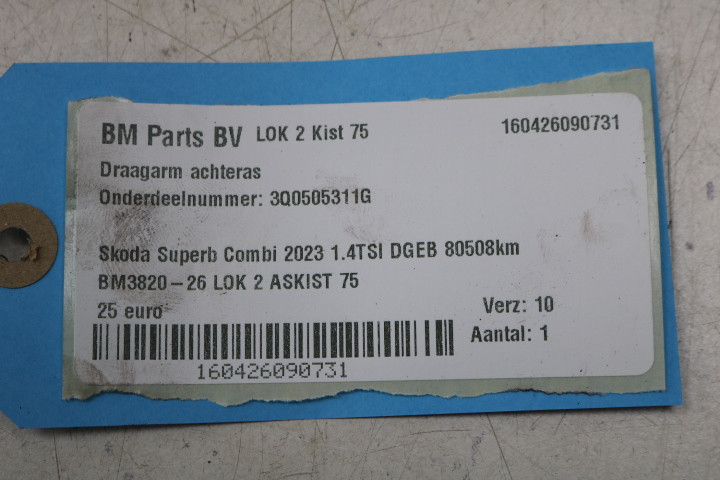 BM Parts BV LOK 2 Kist 75 160426090731
Draagarm achteras
Onderdeelnummer: 3Q0505311G
Skoda Superb Combi 2023 1.4TSI DGEB 80508km
BM3820-26 LOK 2 ASKIST 75
25 euro Verz: 10
Aantal: 1
160426090731